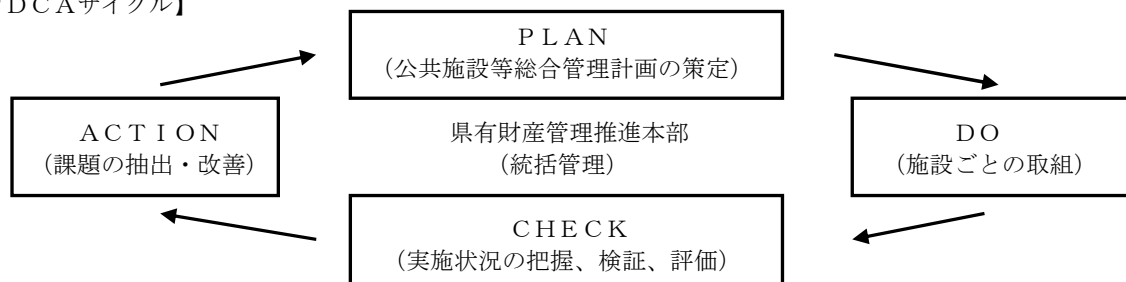 ＤＣＡサイクル】
ＰＬＡＮ
（公共施設等総合管理計画の策定）
ＡＣＴＩＯＮ
（課題の抽出・改善）
県有財産管理推進本部
（統括管理）
ＤＯ
（施設ごとの取組）
ＣＨＥＣＫ
（実施状況の把握、検証、評価）